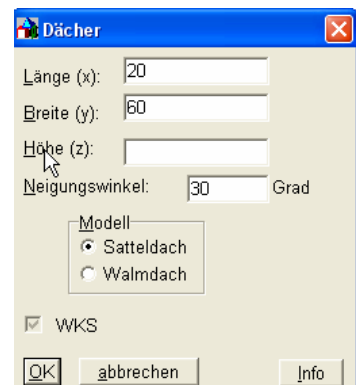 Dächer
Länge (x): 20
Breite (y): 60
Höhe (z):
Neigungswinkel: 30 Grad
Modell
Satteldach
Walmdach
WKS
OK abbrechen Info